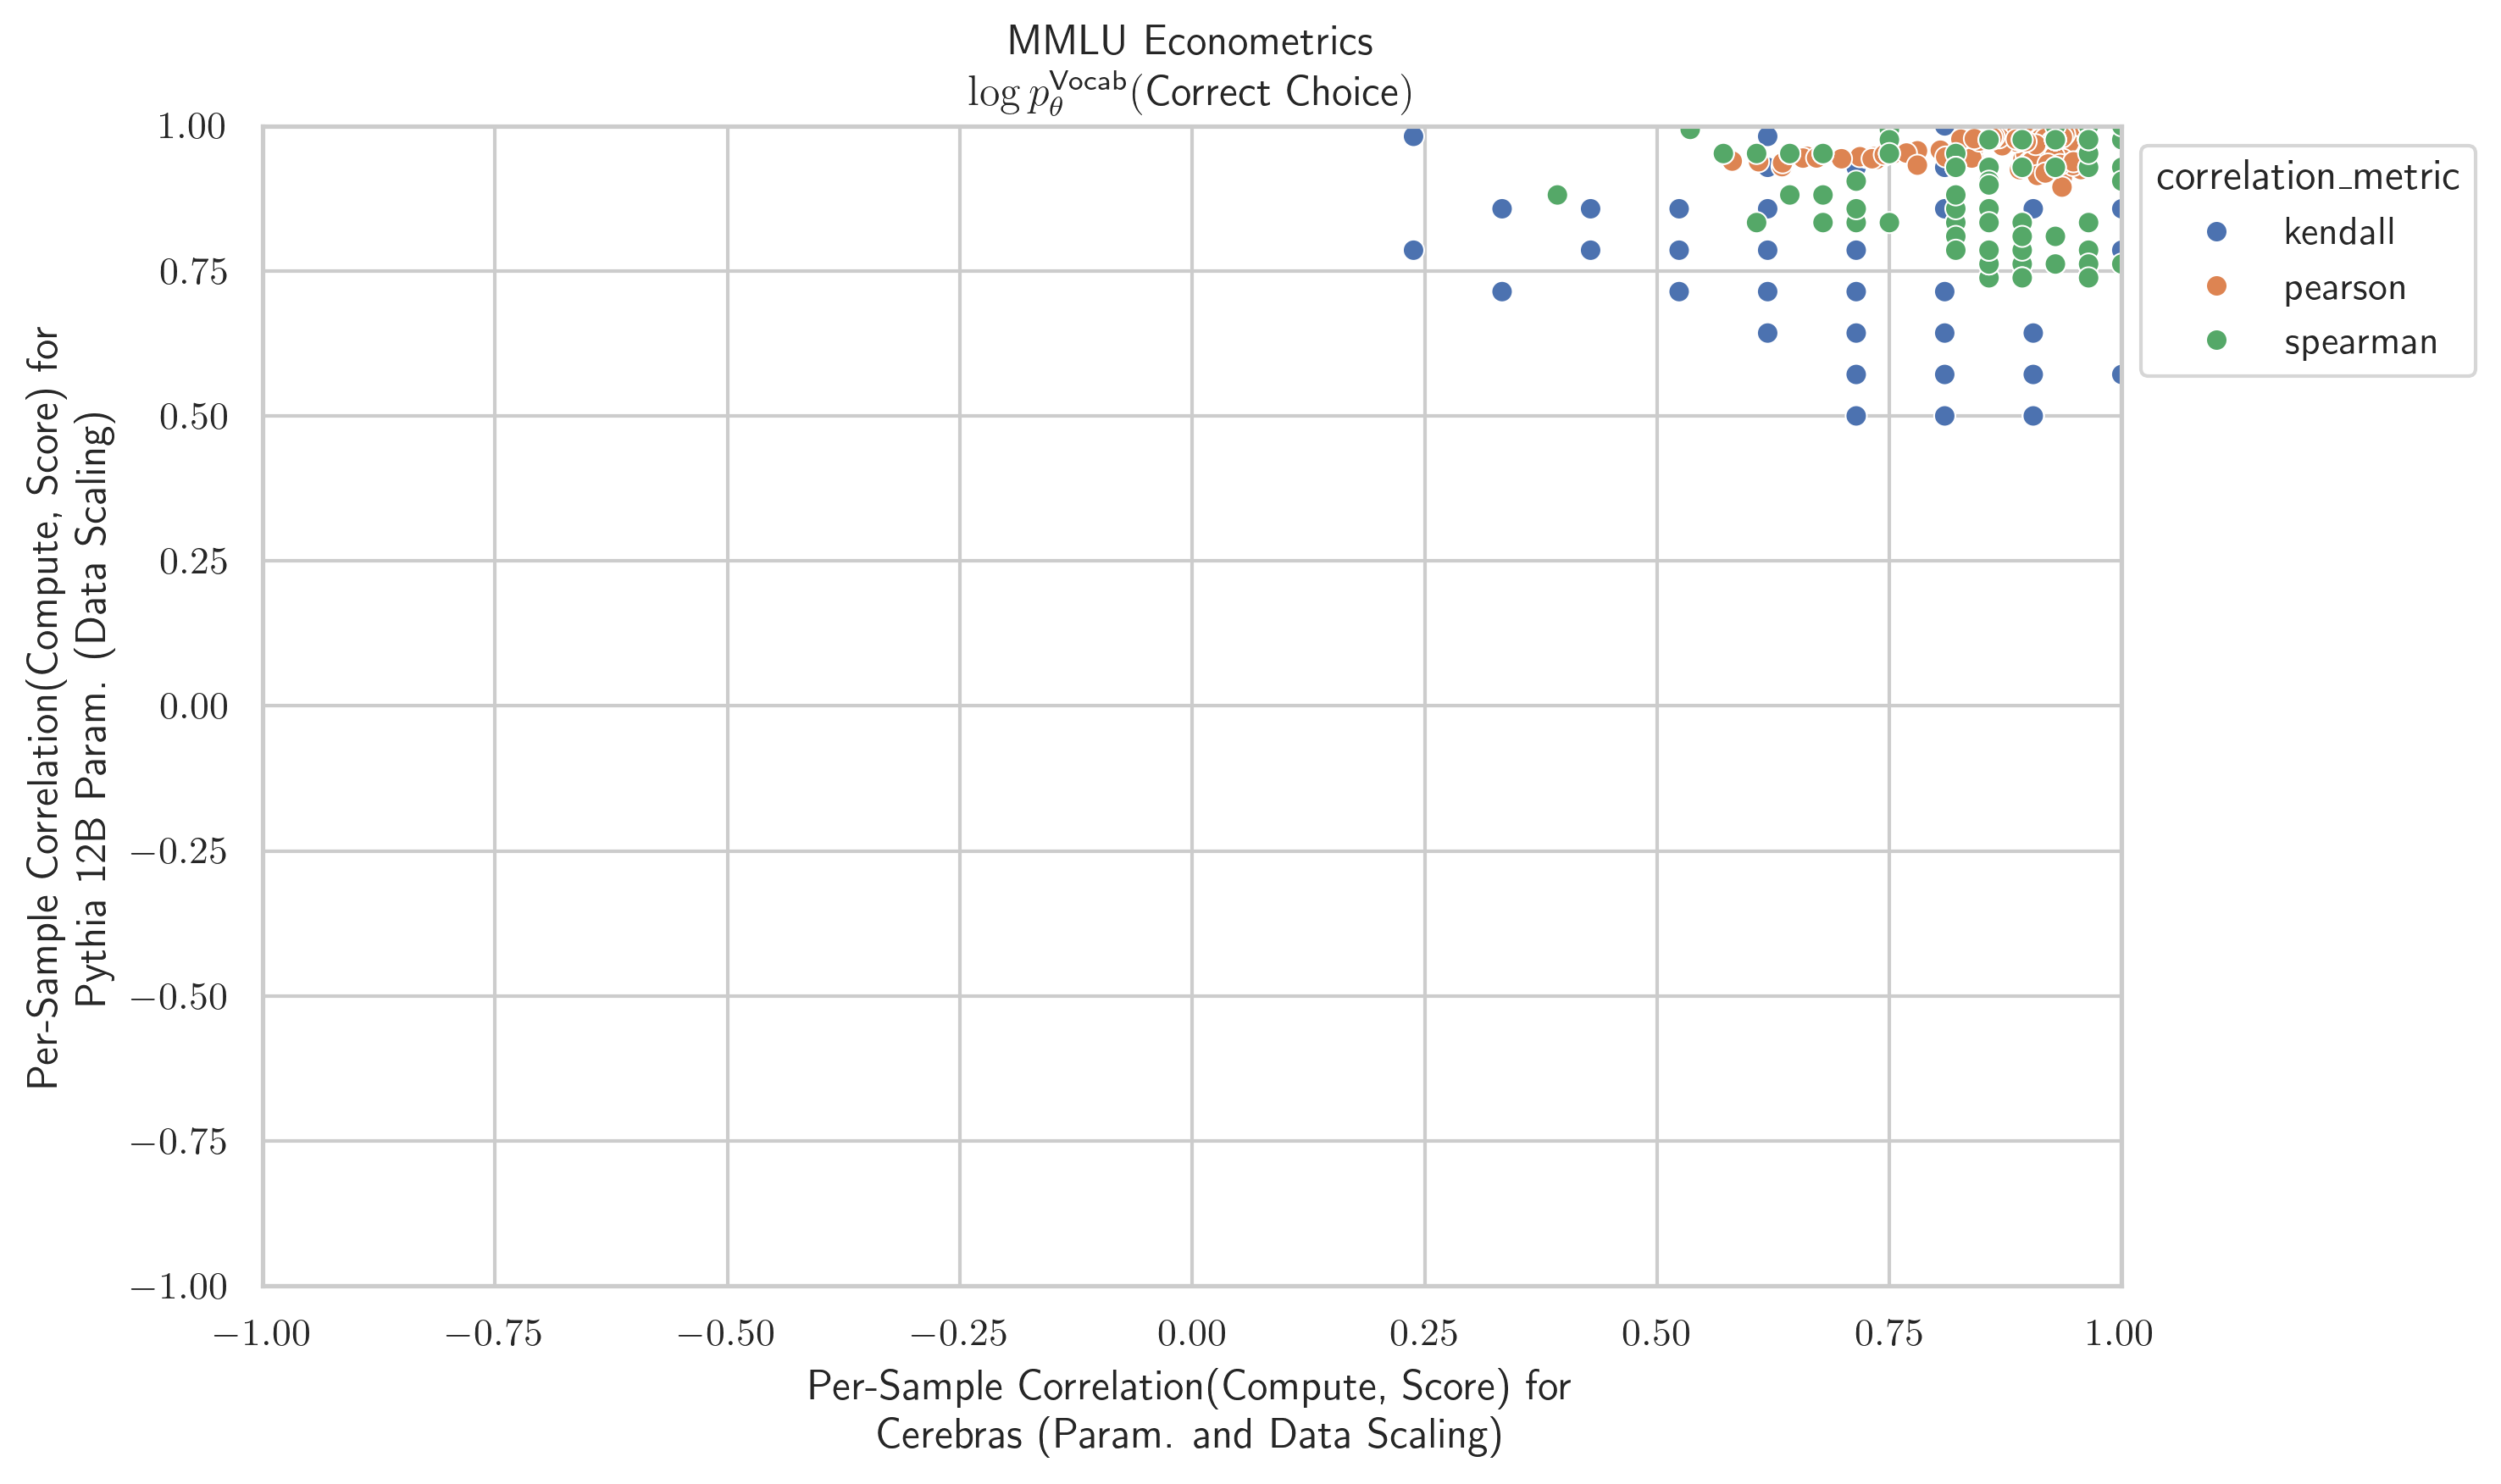 MMLU Econometrics
log p_θ^Vocab(Correct Choice)
Per-Sample Correlation(Compute, Score) for
Pythia 12B Param. (Data Scaling)
1.00
0.75
0.50
0.25
0.00
−0.25
−0.50
−0.75
−1.00
−1.00 −0.75 −0.50 −0.25 0.00 0.25 0.50 0.75 1.00
Per-Sample Correlation(Compute, Score) for
Cerebras (Param. and Data Scaling)
correlation_metric
kendall
pearson
spearman